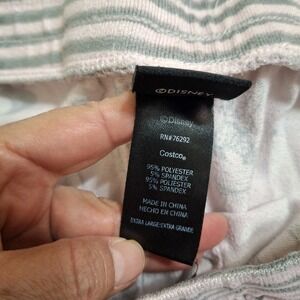 ©DISNEY
©Disney
RN#76292
Costco®
95% POLYESTER
5% SPANDEX
95% POLIESTER
5% SPANDEX
MADE IN CHINA
HECHO EN CHINA
EXTRA LARGE/EXTRA GRANDE